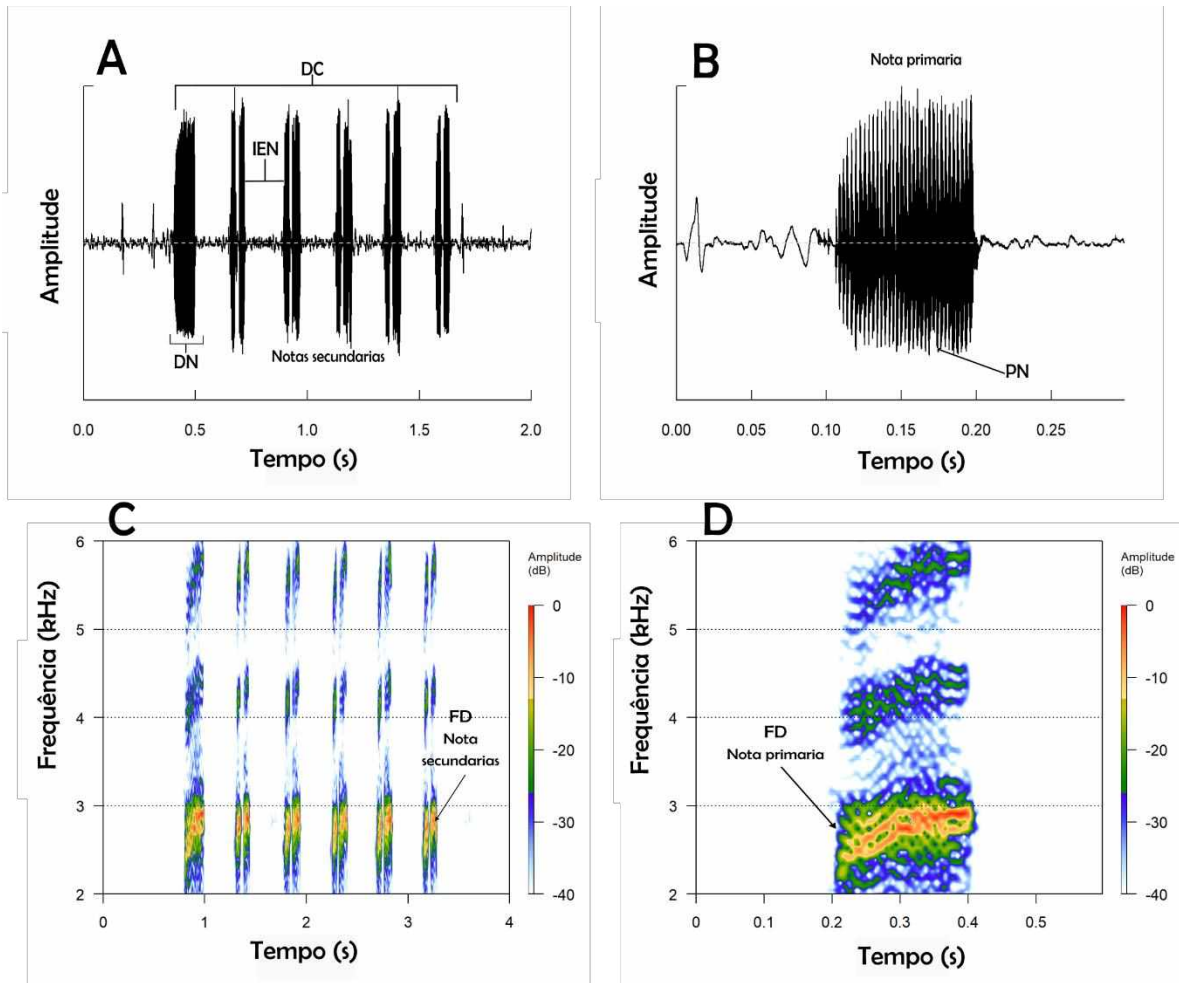 A
DC
IEN
Amplitude
DN
Notas secundarias
0.0 0.5 1.0 1.5 2.0
Tempo (s)
B
Nota primaria
Amplitude
PN
0.00 0.05 0.10 0.15 0.20 0.25
Tempo (s)
C
6
5
4
3
2
Frequência (kHz)
FD
Nota
secundarias
0 1 2 3 4
Tempo (s)
Amplitude
(dB)
0
-10
-20
-30
-40
D
6
5
4
3
2
Frequência (kHz)
FD
Nota primaria
0 0.1 0.2 0.3 0.4 0.5
Tempo (s)
Amplitude
(dB)
0
-10
-20
-30
-40